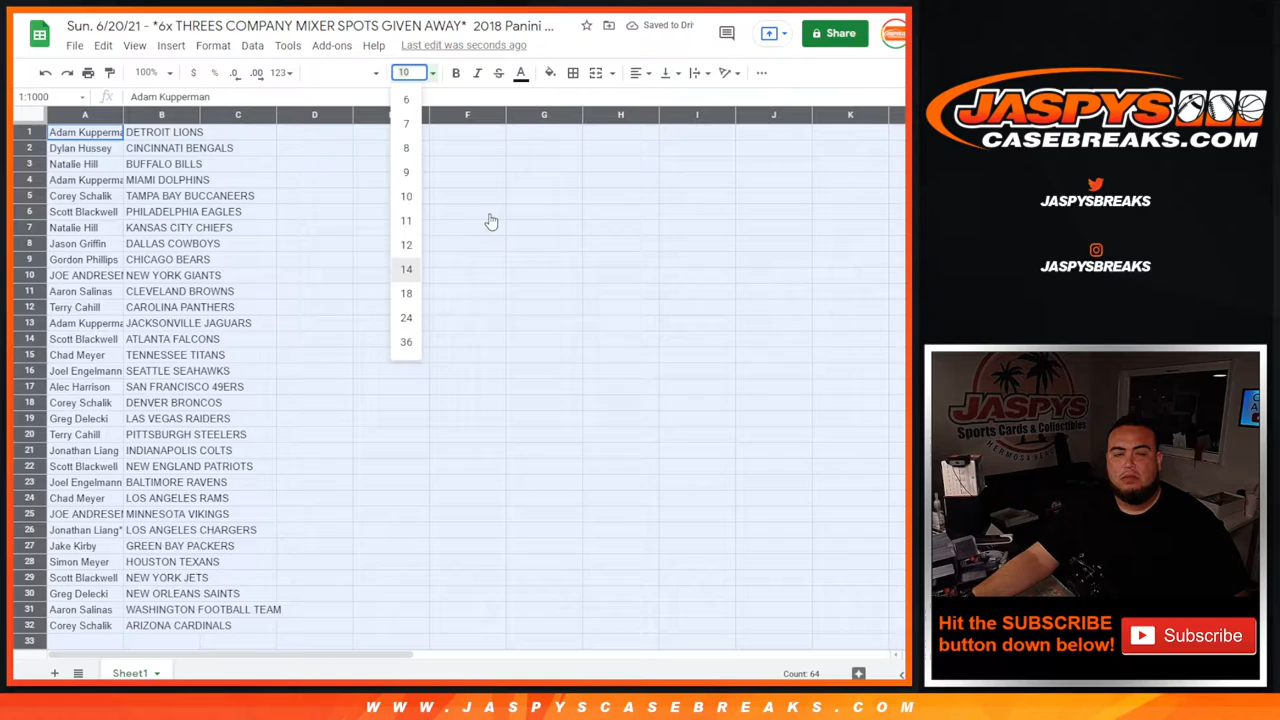 Sun. 6/20/21 - *6x THREES COMPANY MIXER SPOTS GIVEN AWAY* 2018 Panini ...
Saved to Dri
Share
File Edit View Insert Format Data Tools Add-ons Help Last edit was seconds ago
100% $ % .0 .00 123 10 B I S A
1:1000 fx Adam Kupperman
A B C D F G H I J K
1 Adam Kupperma DETROIT LIONS
2 Dylan Hussey CINCINNATI BENGALS
3 Natalie Hill BUFFALO BILLS
4 Adam Kupperma MIAMI DOLPHINS
5 Corey Schalik TAMPA BAY BUCCANEERS
6 Scott Blackwell PHILADELPHIA EAGLES
7 Natalie Hill KANSAS CITY CHIEFS
8 Jason Griffin DALLAS COWBOYS
9 Gordon Phillips CHICAGO BEARS
10 JOE ANDRESEN NEW YORK GIANTS
11 Aaron Salinas CLEVELAND BROWNS
12 Terry Cahill CAROLINA PANTHERS
13 Adam Kupperma JACKSONVILLE JAGUARS
14 Scott Blackwell ATLANTA FALCONS
15 Chad Meyer TENNESSEE TITANS
16 Joel Engelmann SEATTLE SEAHAWKS
17 Alec Harrison SAN FRANCISCO 49ERS
18 Corey Schalik DENVER BRONCOS
19 Greg Delecki LAS VEGAS RAIDERS
20 Terry Cahill PITTSBURGH STEELERS
21 Jonathan Liang INDIANAPOLIS COLTS
22 Scott Blackwell NEW ENGLAND PATRIOTS
23 Joel Engelmann BALTIMORE RAVENS
24 Chad Meyer LOS ANGELES RAMS
25 JOE ANDRESEN MINNESOTA VIKINGS
26 Jonathan Liang* LOS ANGELES CHARGERS
27 Jake Kirby GREEN BAY PACKERS
28 Simon Meyer HOUSTON TEXANS
29 Scott Blackwell NEW YORK JETS
30 Greg Delecki NEW ORLEANS SAINTS
31 Aaron Salinas WASHINGTON FOOTBALL TEAM
32 Corey Schalik ARIZONA CARDINALS
33
6
7
8
9
10
11
12
14
18
24
36
Sheet1
Count: 64
JASPYS
CASEBREAKS.COM
JASPYSBREAKS
JASPYSBREAKS
JASPYS
Sports Cards & Collectibles
HERMOSA BEACH
Hit the SUBSCRIBE
button down below!
Subscribe
WWW.JASPYSCASEBREAKS.COM